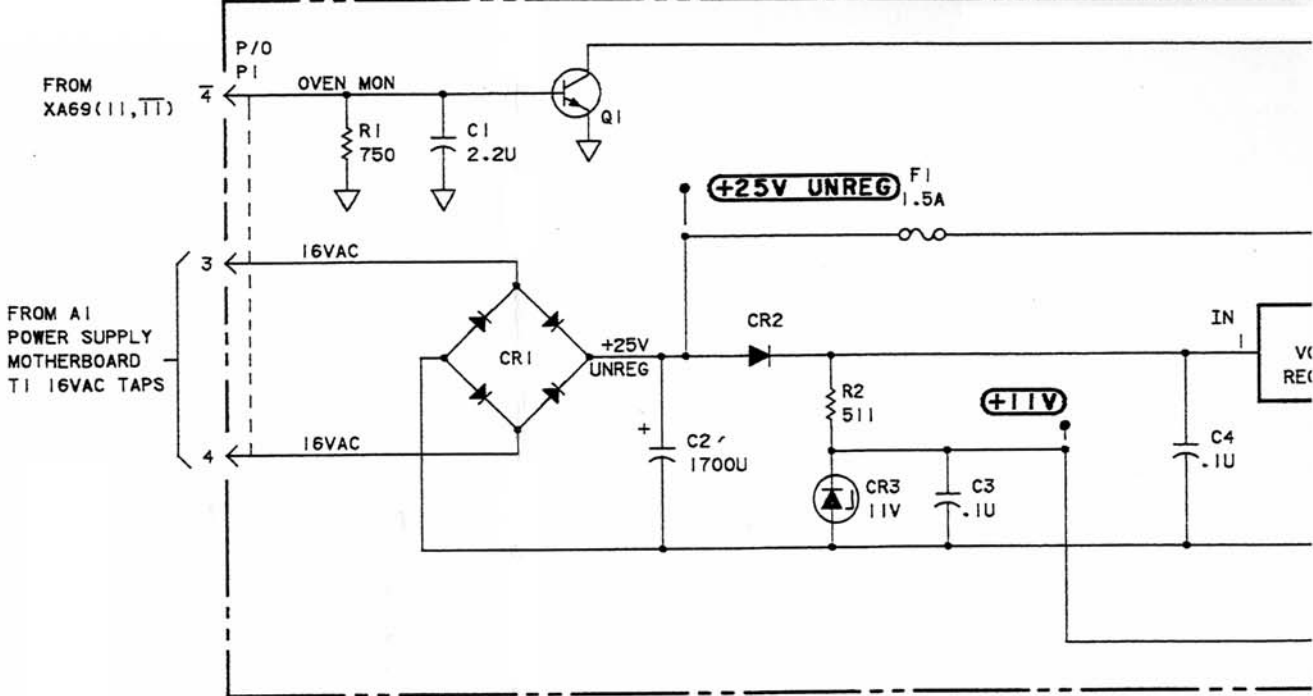 P/O
P1
FROM
XA69(11,1̅1̅)
4̅
OVEN MON
R1
750
C1
2.2U
Q1
+25V UNREG
F1
1.5A
3
16VAC
FROM A1
POWER SUPPLY
MOTHERBOARD
T1 16VAC TAPS
CR1
+25V
UNREG
CR2
IN
1
R2
511
+11V
+
C2
1700U
CR3
11V
C3
.1U
C4
.1U
4
16VAC